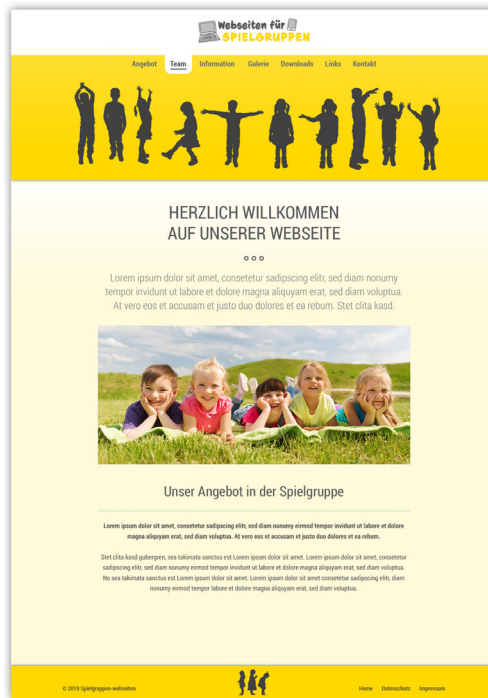 Webseiten für
SPIELGRUPPEN
Angebot Team Information Galerie Downloads Links Kontakt
HERZLICH WILLKOMMEN
AUF UNSERER WEBSEITE
Lorem ipsum dolor sit amet, consetetur sadipscing elitr, sed diam nonumy
tempor invidunt ut labore et dolore magna aliquyam erat, sed diam voluptua.
At vero eos et accusam et justo duo dolores et ea rebum. Stet clita kasd.
Unser Angebot in der Spielgruppe
Lorem ipsum dolor sit amet, consetetur sadipscing elitr, sed diam nonumy eirmod tempor invidunt ut labore et dolore
magna aliquyam erat, sed diam voluptua. At vero eos et accusam et justo duo dolores et ea rebum.
Stet clita kasd gubergren, sea takimata sanctus est Lorem ipsum dolor sit amet. Lorem ipsum dolor sit amet, consetetur
sadipscing elitr, sed diam nonumy eirmod tempor invidunt ut labore et dolore magna aliquyam erat, sed diam voluptua.
No sea takimata sanctus est Lorem ipsum dolor sit amet. Lorem ipsum dolor sit amet consetetur sadipscing elitr, diam
nonumy eirmod tempor invidunt ut labore et dolore magna aliquyam erat, sed diam voluptua.
© 2019 Spielgruppen-webseiten Home Datenschutz Impressum